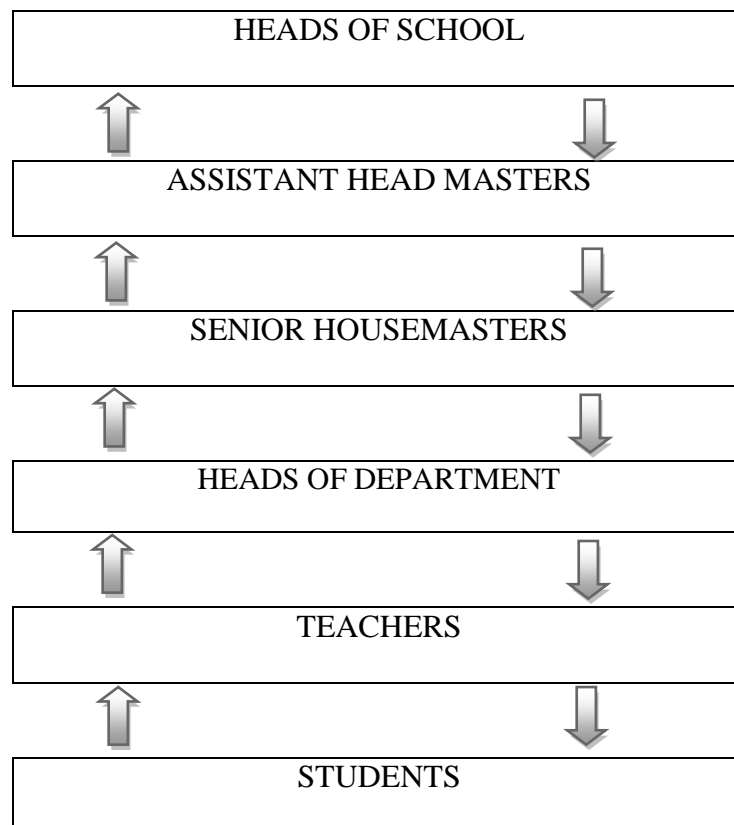 HEADS OF SCHOOL
ASSISTANT HEAD MASTERS
SENIOR HOUSEMASTERS
HEADS OF DEPARTMENT
TEACHERS
STUDENTS